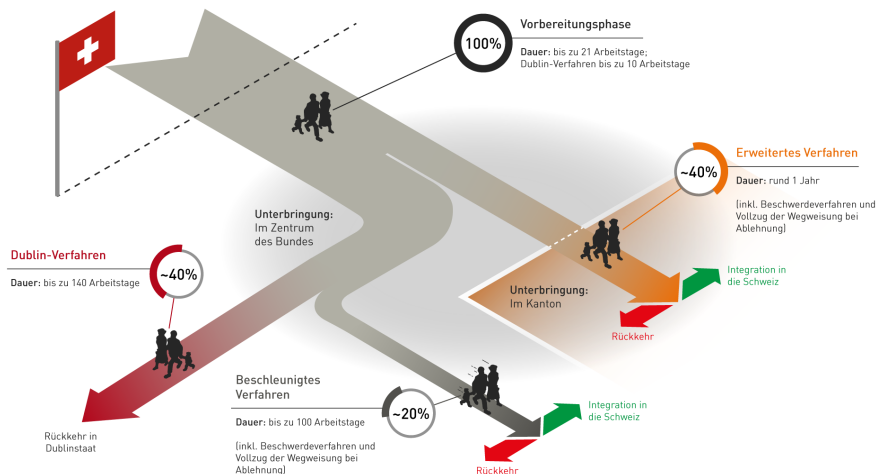 100%
Vorbereitungsphase
Dauer: bis zu 21 Arbeitstage;
Dublin-Verfahren bis zu 10 Arbeitstage
~40%
Erweitertes Verfahren
Dauer: rund 1 Jahr
(inkl. Beschwerdeverfahren und
Vollzug der Wegweisung bei
Ablehnung)
Unterbringung:
Im Zentrum
des Bundes
Dublin-Verfahren
Dauer: bis zu 140 Arbeitstage
~40%
Unterbringung:
Im Kanton
Integration in
die Schweiz
Rückkehr
Beschleunigtes
Verfahren
Dauer: bis zu 100 Arbeitstage
(inkl. Beschwerdeverfahren und
Vollzug der Wegweisung bei
Ablehnung)
~20%
Integration in
die Schweiz
Rückkehr
Rückkehr in
Dublinstaat